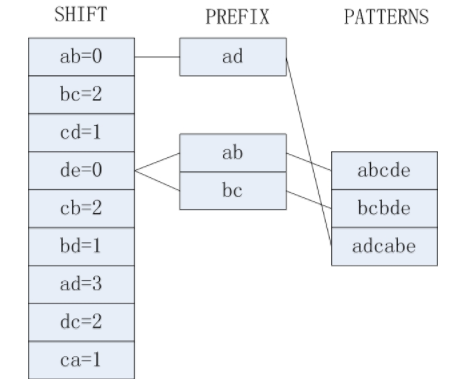 SHIFT PREFIX PATTERNS
ab=0 ad
bc=2
cd=1
de=0
ab
bc
cb=2
bd=1
ad=3
dc=2
ca=1
abcde
bcbde
adcabe